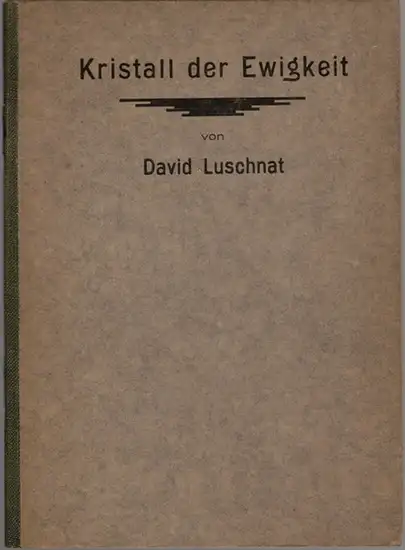 Kristall der Ewigkeit
von
David Luschnat